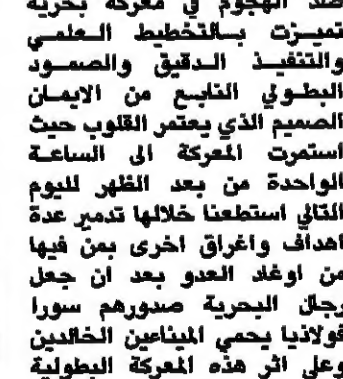 صد الهجوم في معركة بحرية
تميزت بالتخطيط العلمي
والتنفيذ الدقيق والصمود
البطولي النابع من الايمان
الصميم الذي يعتمر القلوب حيث
استمرت المعركة الى الساعة
الواحدة من بعد الظهر لليوم
التالي استطعنا خلالها تدمير عدة
اهداف واغراق اخرى بمن فيها
من اوغاد العدو بعد ان جعل
رجال البحرية صدورهم سورا
فولاذيا يحمي الميناعين الخالدين
وعلى اثر هذه المعركة البطولية